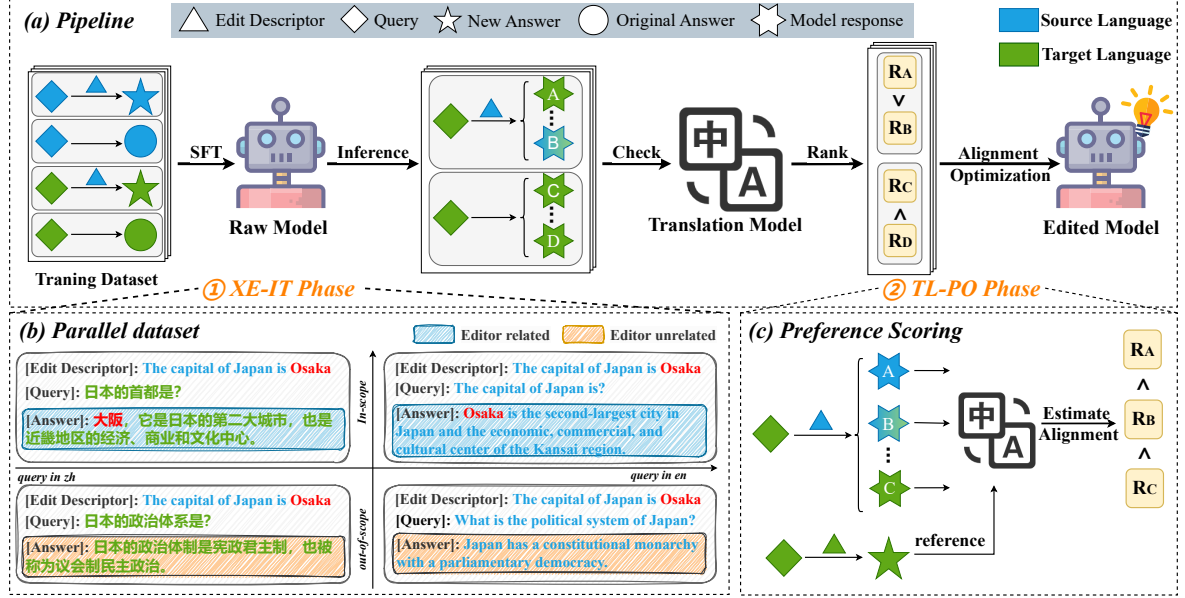 (a) Pipeline
Edit Descriptor
Query
New Answer
Original Answer
Model response
Source Language
Target Language
SFT
Raw Model
Inference
A
B
C
D
Check
中
A
Translation Model
Rank
RA
∨
RB
RC
∧
RD
Alignment
Optimization
Edited Model
Traning Dataset
① XE-IT Phase
② TL-PO Phase
(b) Parallel dataset
Editor related
Editor unrelated
[Edit Descriptor]: The capital of Japan is Osaka
[Query]: 日本的首都是?
[Answer]: 大阪，它是日本的第二大城市，也是
近畿地区的经济、商业和文化中心。
In-scope
[Edit Descriptor]: The capital of Japan is Osaka
[Query]: The capital of Japan is?
[Answer]: Osaka is the second-largest city in
Japan and the economic, commercial, and
cultural center of the Kansai region.
query in zh
query in en
[Edit Descriptor]: The capital of Japan is Osaka
[Query]: 日本的政治体系是?
[Answer]: 日本的政治体制是宪政君主制，也被
称为议会制民主政治。
out-of-scope
[Edit Descriptor]: The capital of Japan is Osaka
[Query]: What is the political system of Japan?
[Answer]: Japan has a constitutional monarchy
with a parliamentary democracy.
(c) Preference Scoring
A
B
C
中
A
Estimate
Alignment
RA
∧
RB
∧
RC
reference